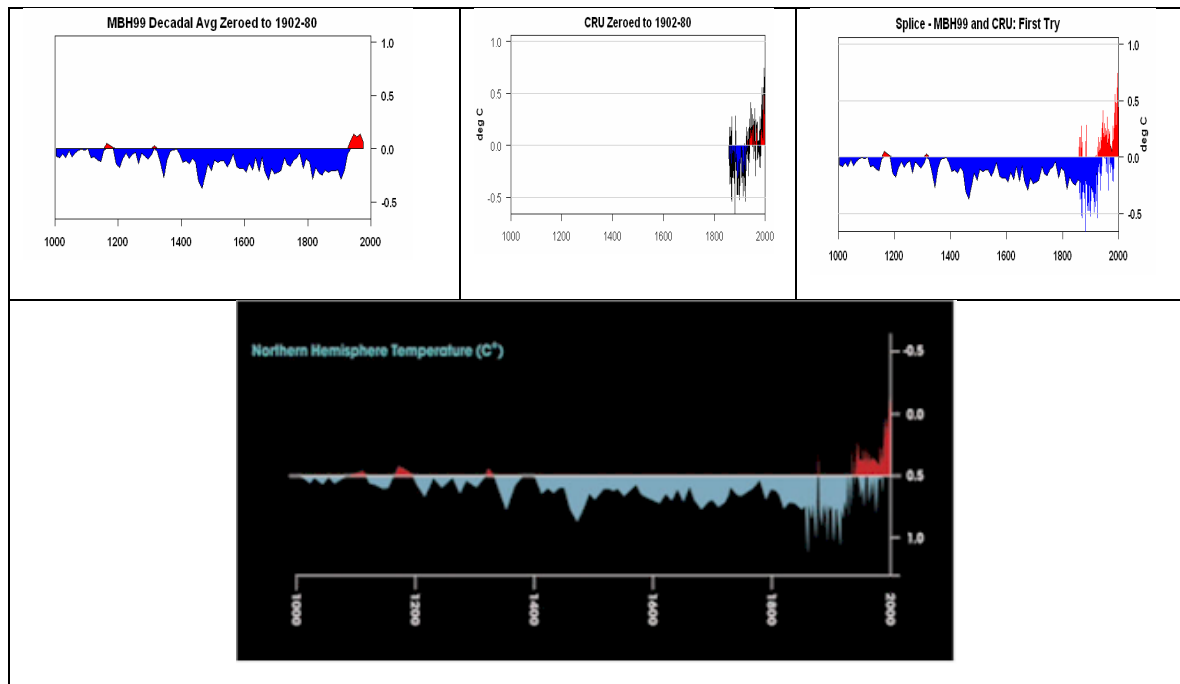 MBH99 Decadal Avg Zeroed to 1902-80
1.0
0.5
0.0
-0.5
1000 1200 1400 1600 1800 2000
CRU Zeroed to 1902-80
1.0
0.5
0.0
-0.5
deg C
1000 1200 1400 1600 1800 2000
Splice - MBH99 and CRU: First Try
1.0
0.5
0.0
-0.5
deg C
1000 1200 1400 1600 1800 2000
Northern Hemisphere Temperature (C°)
-0.5
0.0
0.5
1.0
1000 1200 1400 1600 1800 2000